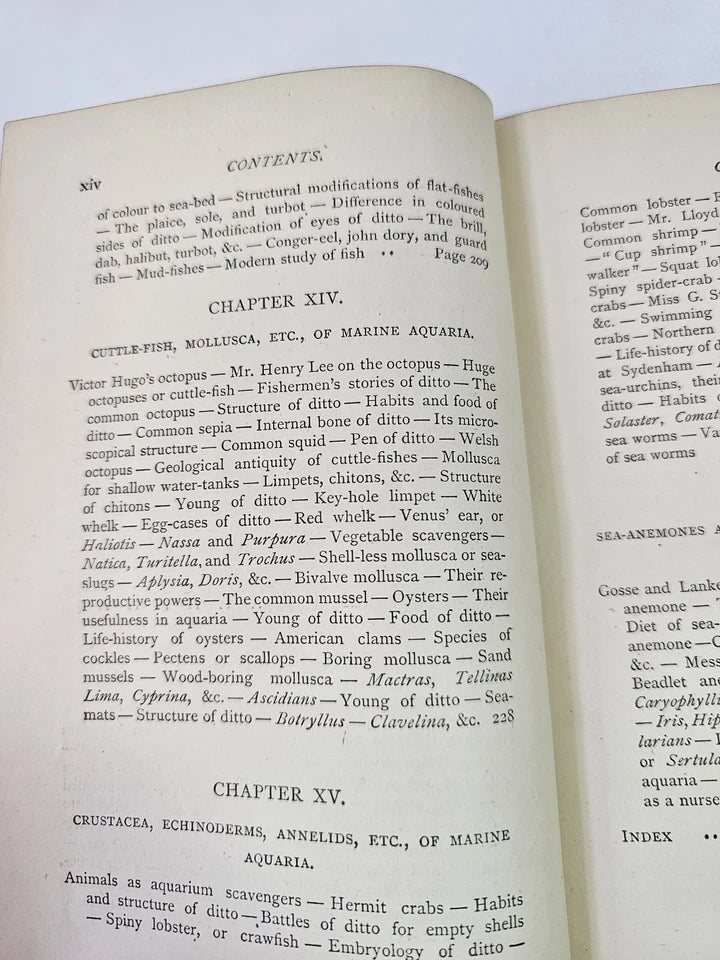 xiv
CONTENTS.
of colour to sea-bed — Structural modifications of flat-fishes
— The plaice, sole, and turbot — Difference in coloured
sides of ditto — Modification of eyes of ditto — The brill,
dab, halibut, turbot, &c. — Conger-eel, john dory, and guard
fish — Mud-fishes — Modern study of fish .. Page 209
CHAPTER XIV.
CUTTLE-FISH, MOLLUSCA, ETC., OF MARINE AQUARIA.
Victor Hugo's octopus — Mr. Henry Lee on the octopus — Huge
octopuses or cuttle-fish — Fishermen's stories of ditto — The
common octopus — Structure of ditto — Habits and food of
ditto — Common sepia — Internal bone of ditto — Its micro-
scopical structure — Common squid — Pen of ditto — Welsh
octopus — Geological antiquity of cuttle-fishes — Mollusca
for shallow water-tanks — Limpets, chitons, &c. — Structure
of chitons — Young of ditto — Key-hole limpet — White
whelk — Egg-cases of ditto — Red whelk — Venus' ear, or
Haliotis — Nassa and Purpura — Vegetable scavengers —
Natica, Turitella, and Trochus — Shell-less mollusca or sea-
slugs — Aplysia, Doris, &c. — Bivalve mollusca — Their re-
productive powers — The common mussel — Oysters — Their
usefulness in aquaria — Young of ditto — Food of ditto —
Life-history of oysters — American clams — Species of
cockles — Pectens or scallops — Boring mollusca — Sand
mussels — Wood-boring mollusca — Mactras, Tellinas
Lima, Cyprina, &c. — Ascidians — Young of ditto — Sea-
mats — Structure of ditto — Botryllus — Clavelina, &c. 228
CHAPTER XV.
CRUSTACEA, ECHINODERMS, ANNELIDS, ETC., OF MARINE
AQUARIA.
Animals as aquarium scavengers — Hermit crabs — Habits
and structure of ditto — Battles of ditto for empty shells
— Spiny lobster, or crawfish — Embryology of ditto —
Common lobster —
lobster — Mr. Lloyd
Common shrimp —
— "Cup shrimp" —
walker" — Squat
Spiny spider-crab
crabs — Miss G.
&c. — Swimming
crabs — Northern
— Life-history of
at Sydenham —
sea-urchins,
ditto — Habits
Solaster,
sea worms —
of sea worms
SEA-ANEMONES
Gosse and
anemone —
Diet of sea-
anemone —
&c. —
Beadlet
— Iris,
larians —
or
aquaria —
as a
INDEX ..